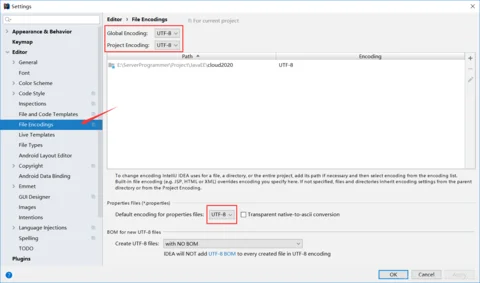 Settings
Editor › File Encodings
For current project
Appearance & Behavior
Keymap
Editor
General
Font
Color Scheme
Code Style
Inspections
File and Code Templates
File Encodings
Live Templates
File Types
Android Layout Editor
Copyright
Android Data Binding
Emmet
GUI Designer
Images
Intentions
Language Injections
Spelling
TODO
Plugins
Global Encoding: UTF-8
Project Encoding: UTF-8
Path Encoding
cloud2020 UTF-8
To change encoding IntelliJ IDEA uses for a file, a directory, or the entire project, add its path if necessary and then select encoding from the encoding list.
Built-in file encoding (e.g. JSP, HTML or XML) overrides encoding you specify here. If not specified, files and directories inherit encoding settings from the parent
directory or from the Project Encoding.
Properties Files (*.properties)
Default encoding for properties files: UTF-8 Transparent native-to-ascii conversion
BOM for new UTF-8 files
Create UTF-8 files: with NO BOM
IDEA will NOT add UTF-8 BOM to every created file in UTF-8 encoding
? OK Cancel Apply